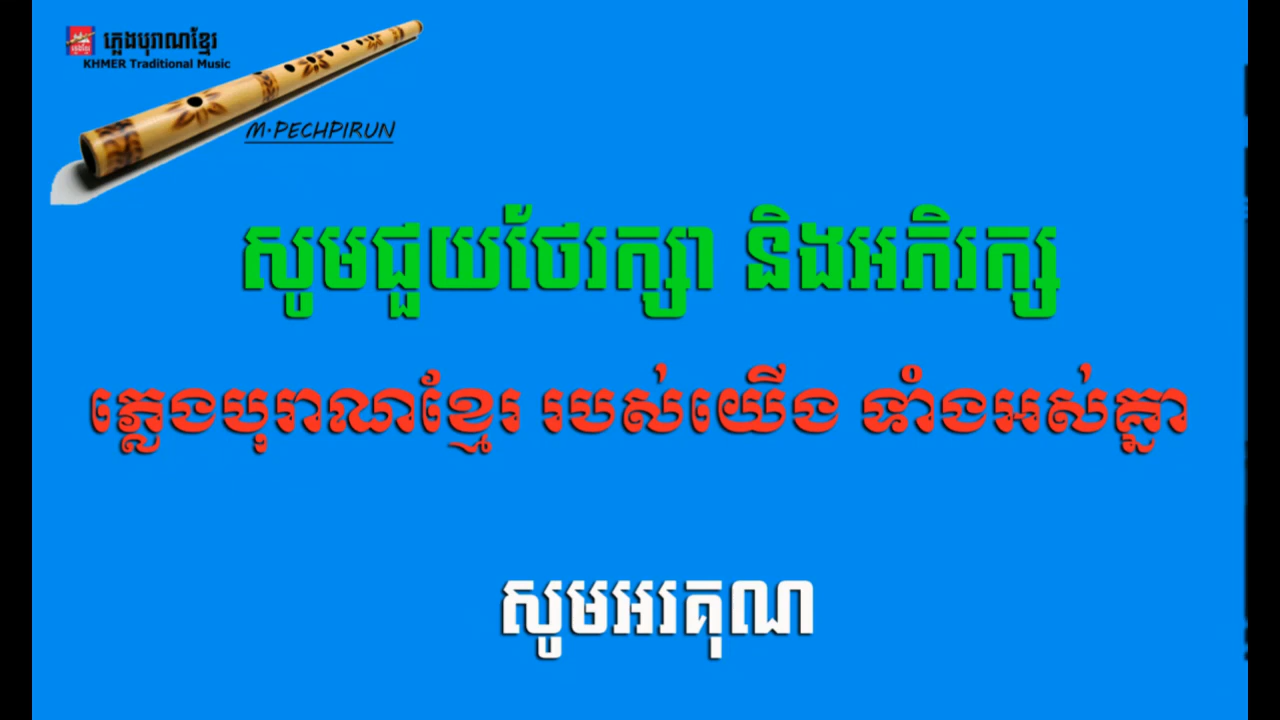 ភ្លេងបុរាណខ្មែរ
KHMER Traditional Music
M.PECHPIRUN
សូមជួយថែរក្សា និងអភិរក្ស
ភ្លេងបុរាណខ្មែរ របស់យើង ទាំងអស់គ្នា
សូមអរគុណ